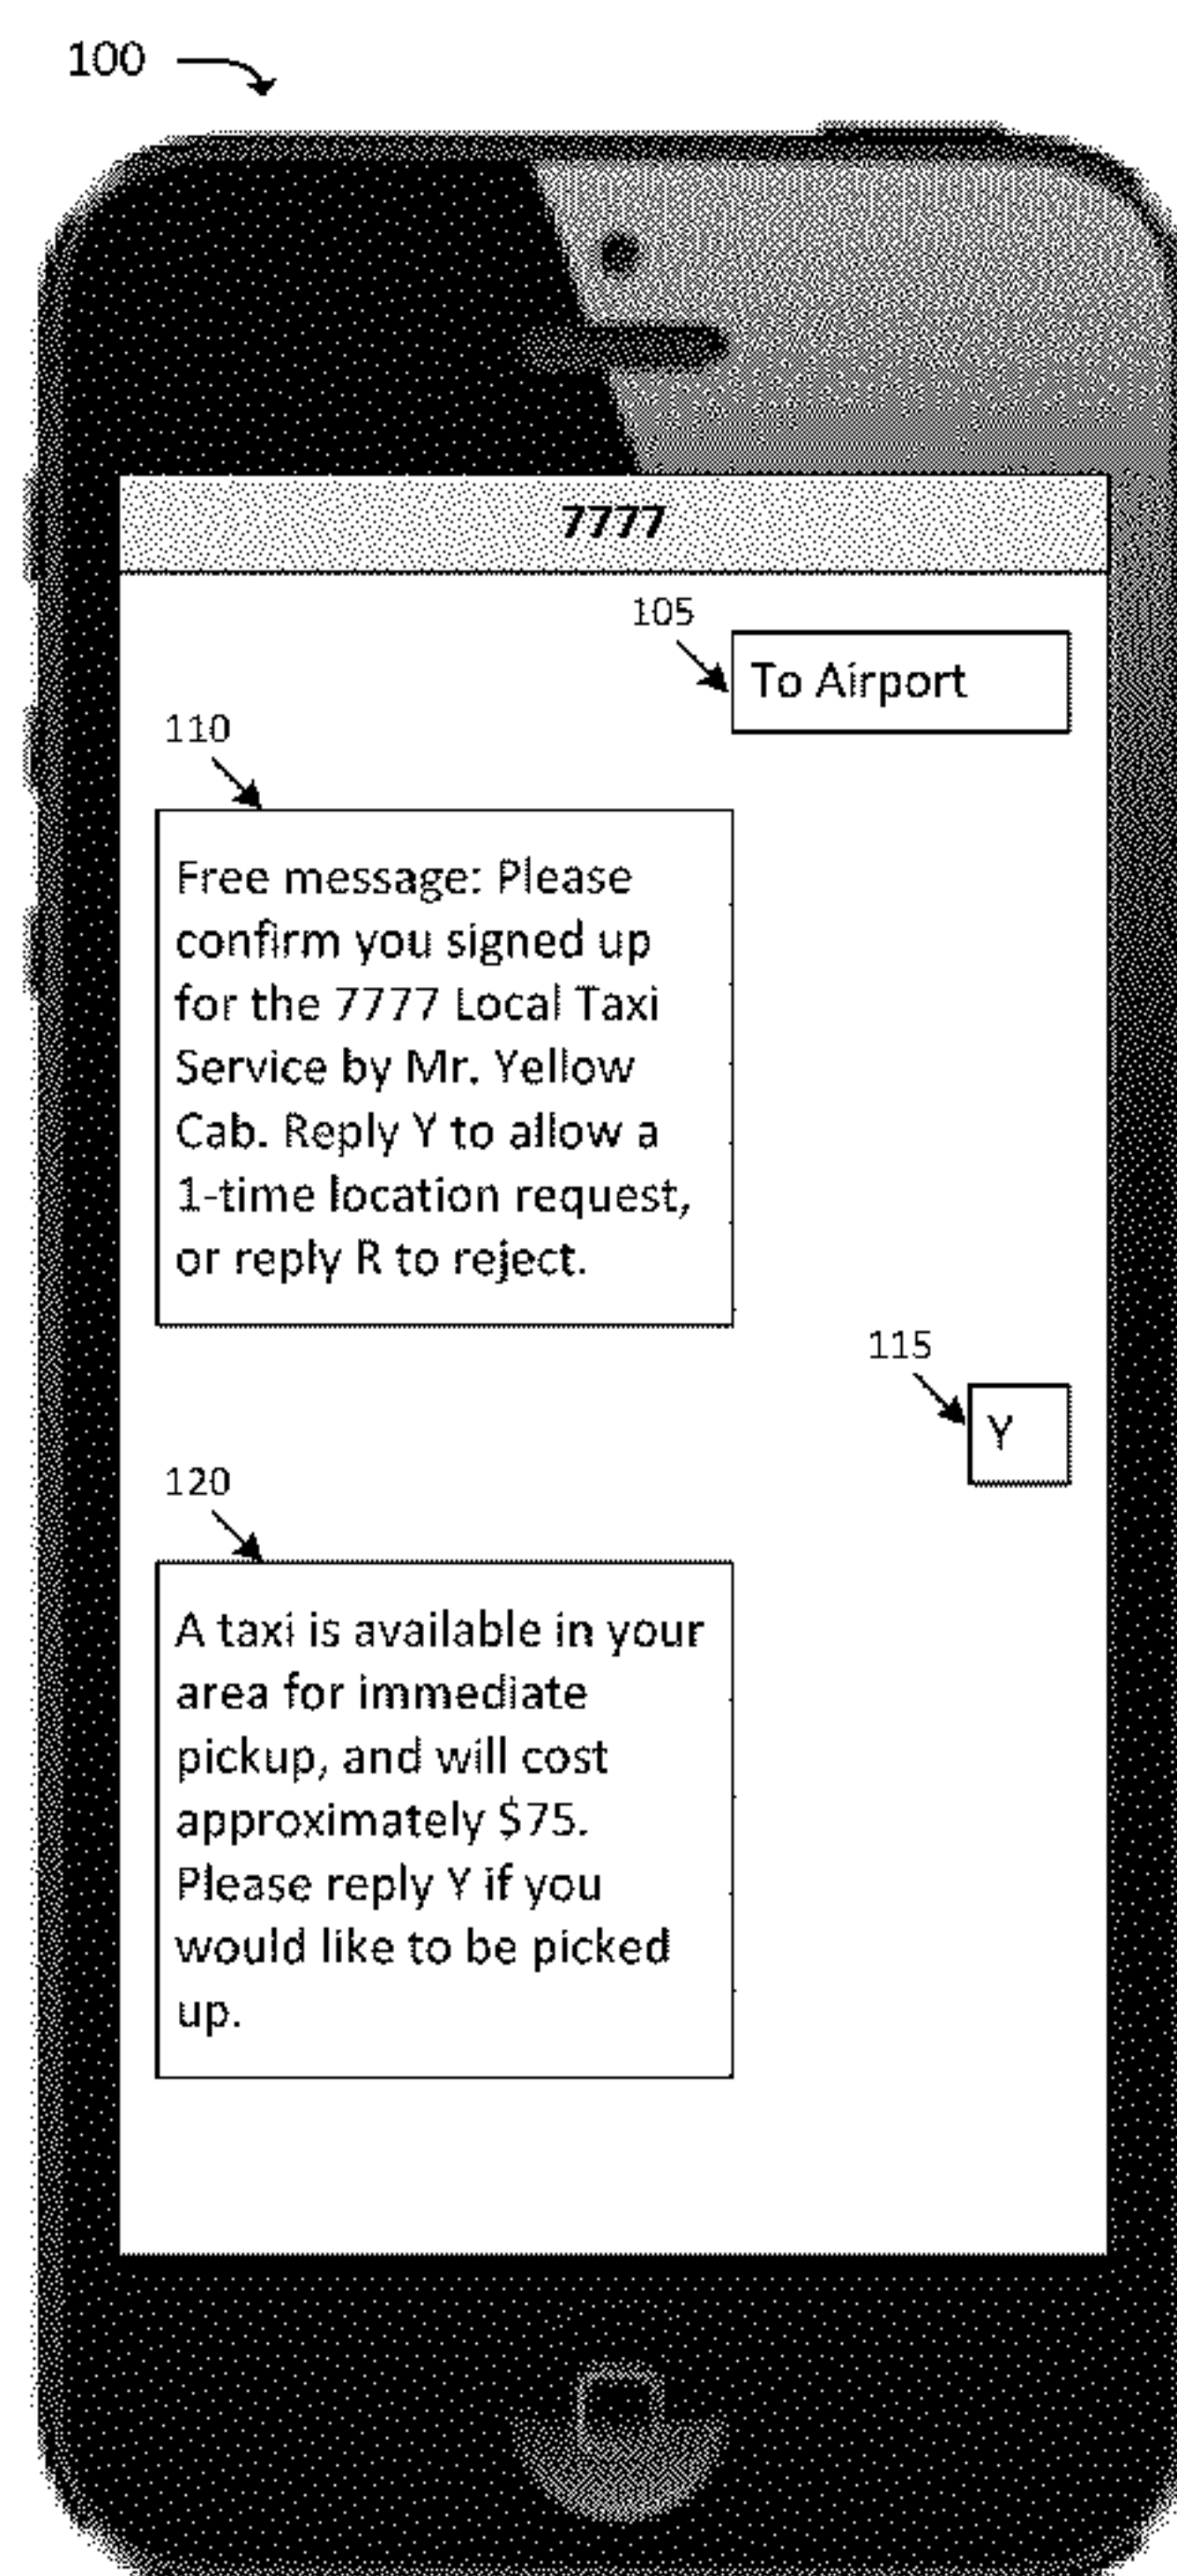 100
7777
105
To Airport
110
Free message: Please
confirm you signed up
for the 7777 Local Taxi
Service by Mr. Yellow
Cab. Reply Y to allow a
1-time location request,
or reply R to reject.
115
Y
120
A taxi is available in your
area for immediate
pickup, and will cost
approximately $75.
Please reply Y if you
would like to be picked
up.